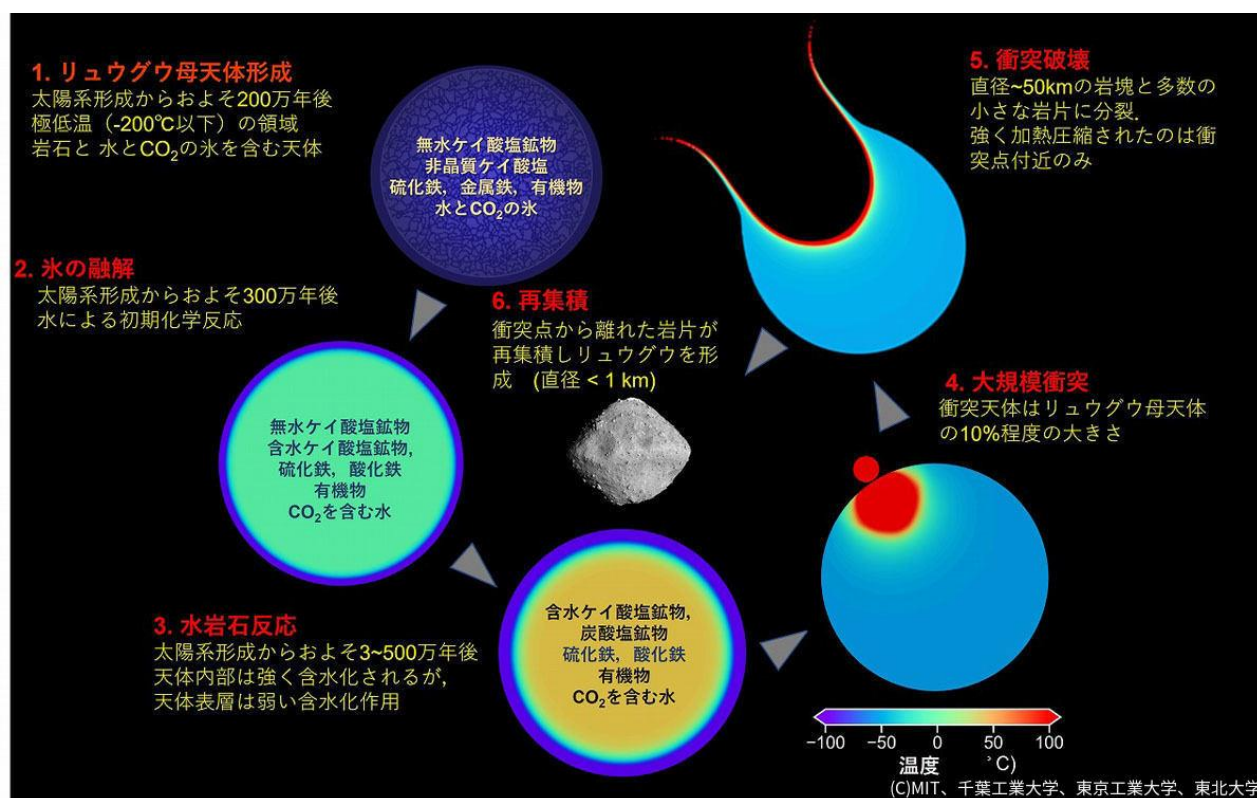 1. リュウグウ母天体形成
太陽系形成からおよそ200万年後
極低温（-200℃以下）の領域
岩石と 水とCO₂の氷を含む天体
無水ケイ酸塩鉱物
非晶質ケイ酸塩
硫化鉄，金属鉄，有機物
水とCO₂の氷
2. 氷の融解
太陽系形成からおよそ300万年後
水による初期化学反応
無水ケイ酸塩鉱物
含水ケイ酸塩鉱物，
硫化鉄，酸化鉄
有機物
CO₂を含む水
3. 水岩石反応
太陽系形成からおよそ3~500万年後
天体内部は強く含水化されるが，
天体表層は弱い含水化作用
含水ケイ酸塩鉱物，
炭酸塩鉱物
硫化鉄，酸化鉄
有機物
CO₂を含む水
4. 大規模衝突
衝突天体はリュウグウ母天体
の10%程度の大きさ
5. 衝突破壊
直径~50kmの岩塊と多数の
小さな岩片に分裂.
強く加熱圧縮されたのは衝
突点付近のみ
6. 再集積
衝突点から離れた岩片が
再集積しリュウグウを形
成　(直径 < 1 km)
−100 −50 0 50 100
温度 ゜C)
(C)MIT、千葉工業大学、東京工業大学、東北大学